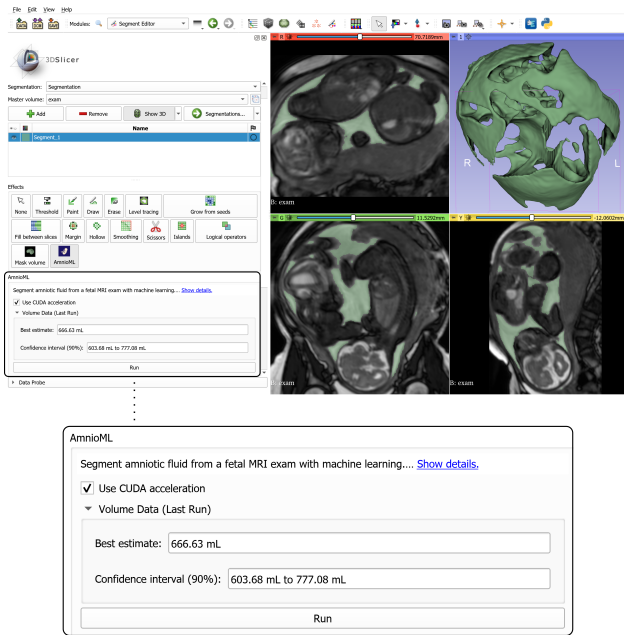 File Edit View Help
DATA DCM SAVE Modules: Segment Editor
3DSlicer
Segmentation: Segmentation
Master volume: exam
Add Remove Show 3D Segmentations...
Name
Segment_1
Effects
None Threshold Paint Draw Erase Level tracing Grow from seeds
Fill between slices Margin Hollow Smoothing Scissors Islands Logical operators
Mask volume AmnioML
AmnioML
Segment amniotic fluid from a fetal MRI exam with machine learning.... Show details.
Use CUDA acceleration
Volume Data (Last Run)
Best estimate: 666.63 mL
Confidence interval (90%): 603.68 mL to 777.08 mL
Run
Data Probe
R 78.7189mm
B: exam
1
R L
G 11.5292mm
B: exam
Y -12.0602mm
B: exam
AmnioML
Segment amniotic fluid from a fetal MRI exam with machine learning.... Show details.
Use CUDA acceleration
Volume Data (Last Run)
Best estimate: 666.63 mL
Confidence interval (90%): 603.68 mL to 777.08 mL
Run